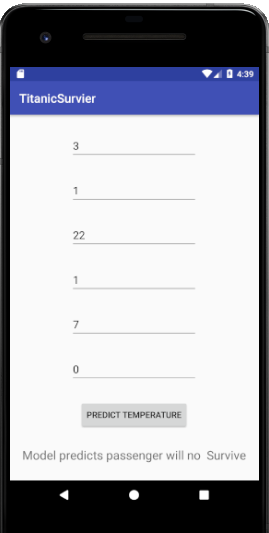 4:39
TitanicSurvier
3
1
22
1
7
0
PREDICT TEMPERATURE
Model predicts passenger will no  Survive